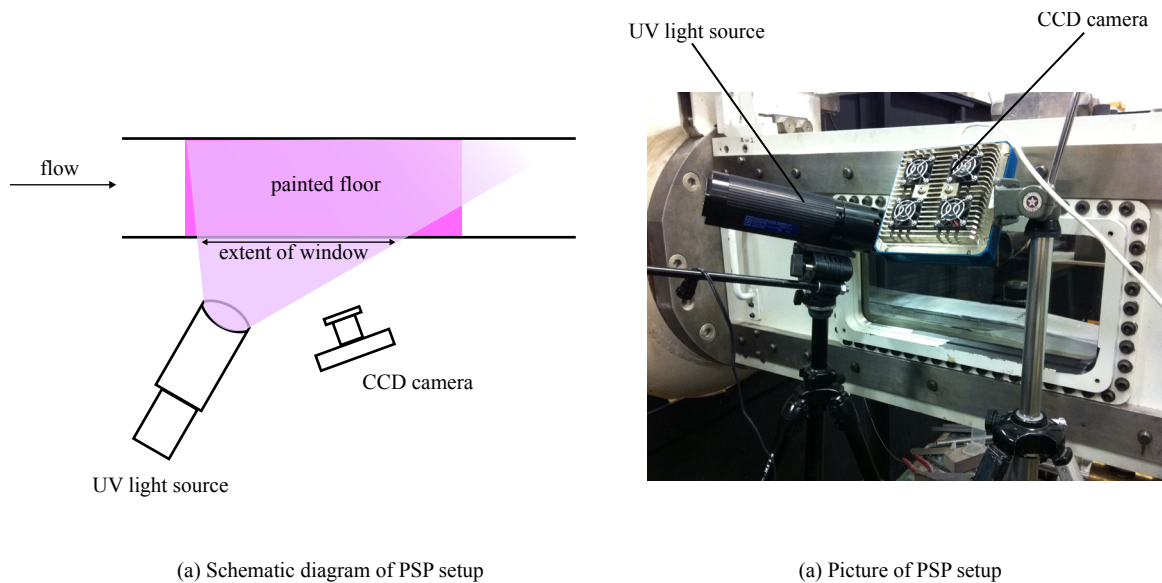 UV light source
CCD camera
flow
painted floor
extent of window
CCD camera
UV light source
(a) Schematic diagram of PSP setup
(a) Picture of PSP setup